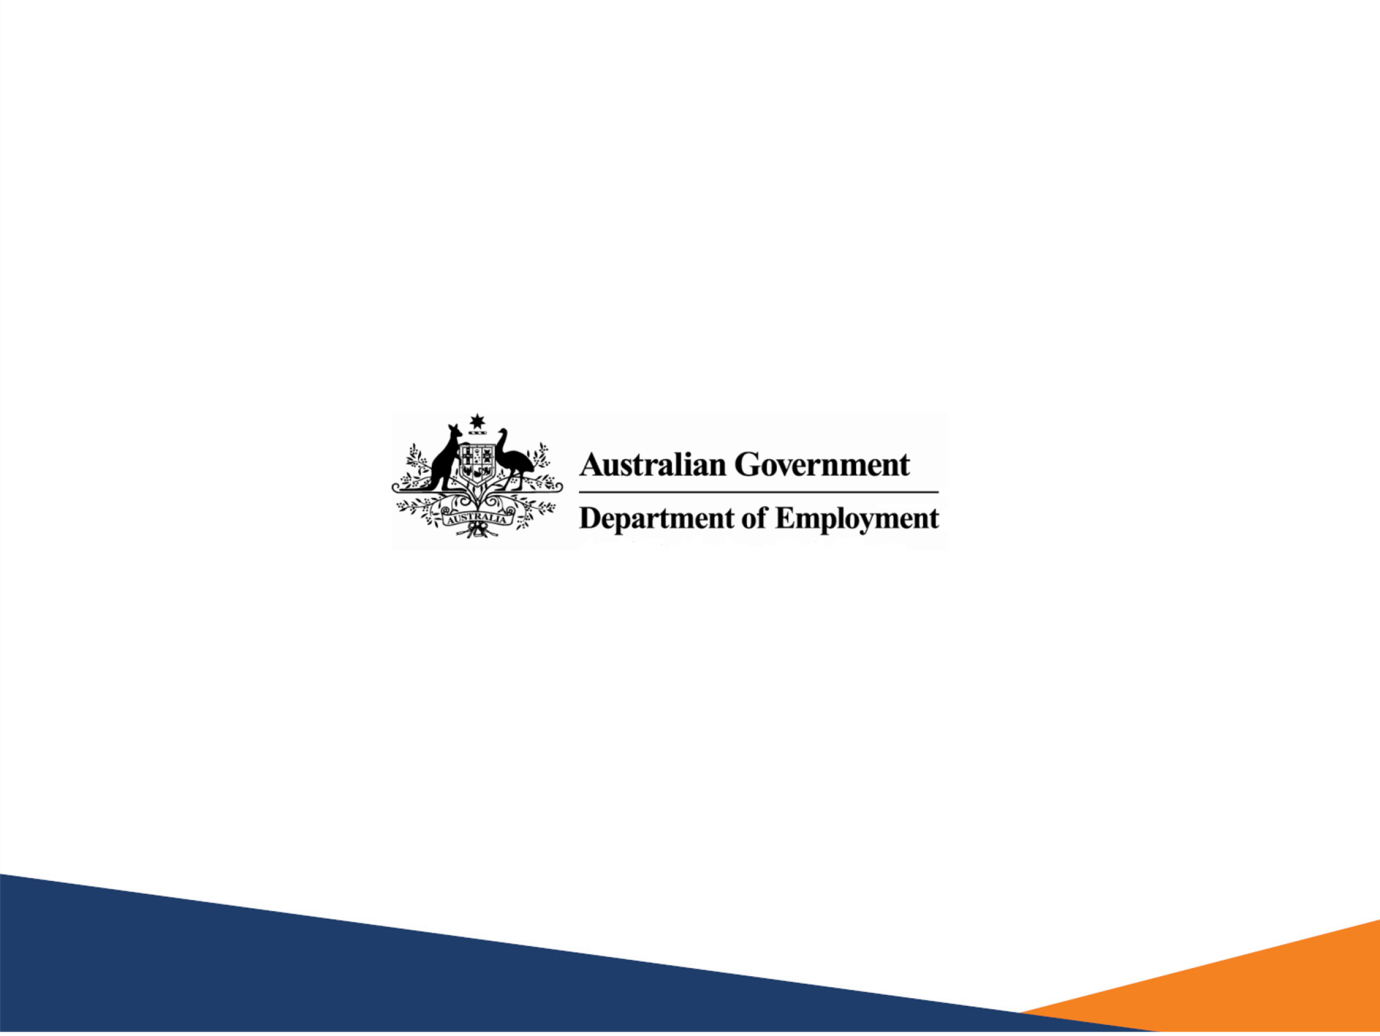 Australian Government
Department of Employment
AUSTRALIA